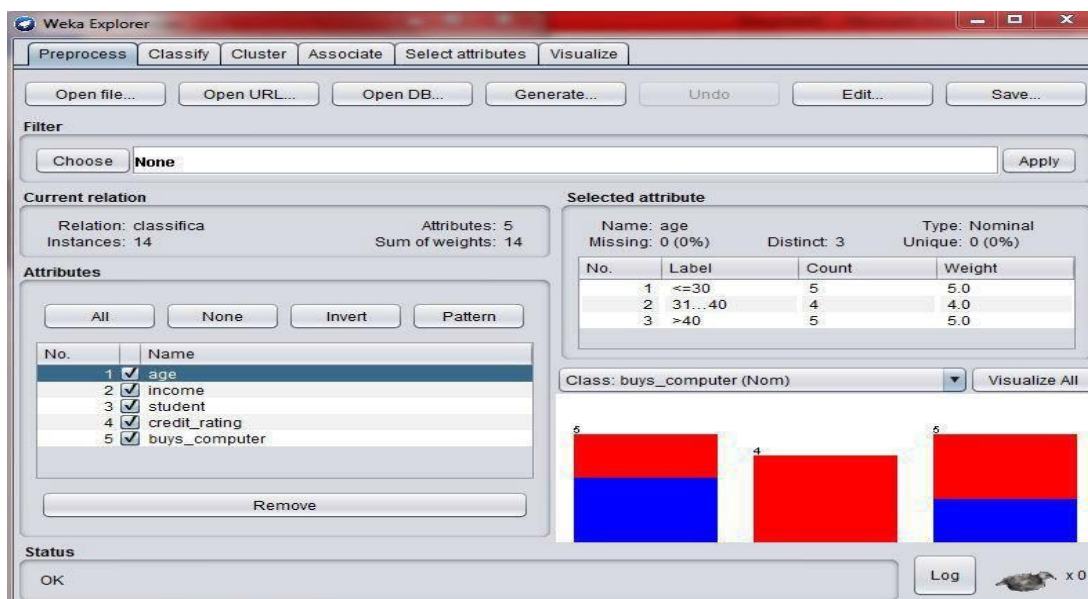 Weka Explorer
Preprocess Classify Cluster Associate Select attributes Visualize
Open file... Open URL... Open DB... Generate... Undo Edit... Save...
Filter
Choose None Apply
Current relation
Relation: classifica Attributes: 5
Instances: 14 Sum of weights: 14
Attributes
All None Invert Pattern
No. Name
1 age
2 income
3 student
4 credit_rating
5 buys_computer
Remove
Selected attribute
Name: age Type: Nominal
Missing: 0 (0%) Distinct: 3 Unique: 0 (0%)
No. Label Count Weight
1 <=30 5 5.0
2 31...40 4 4.0
3 >40 5 5.0
Class: buys_computer (Nom) Visualize All
5 4 5
Status
OK Log x 0